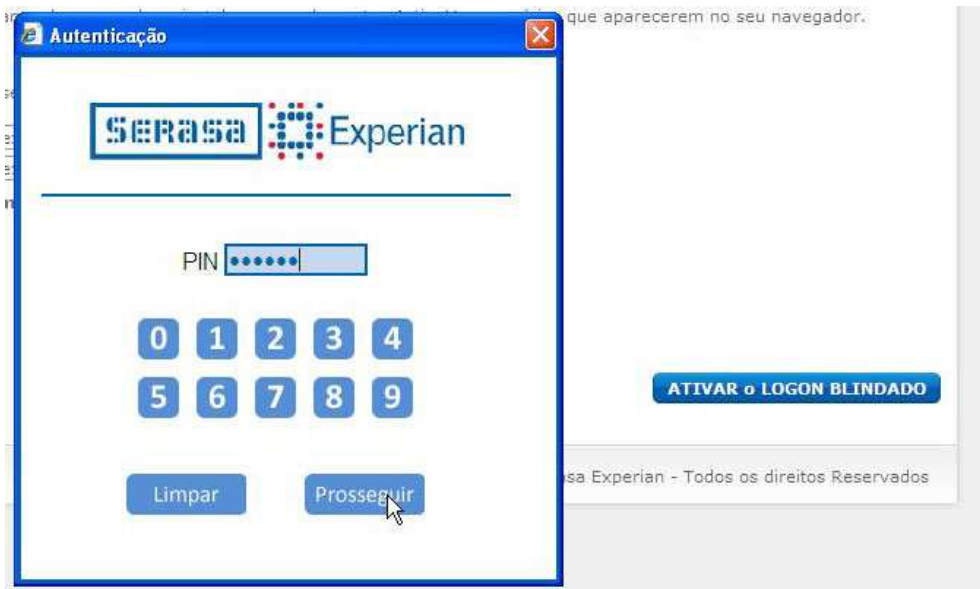 que aparecerem no seu navegador.
Autenticação
SERASA Experian
PIN ••••••
0 1 2 3 4
5 6 7 8 9
ATIVAR o LOGON BLINDADO
Limpar Prosseguir
Experian - Todos os direitos Reservados